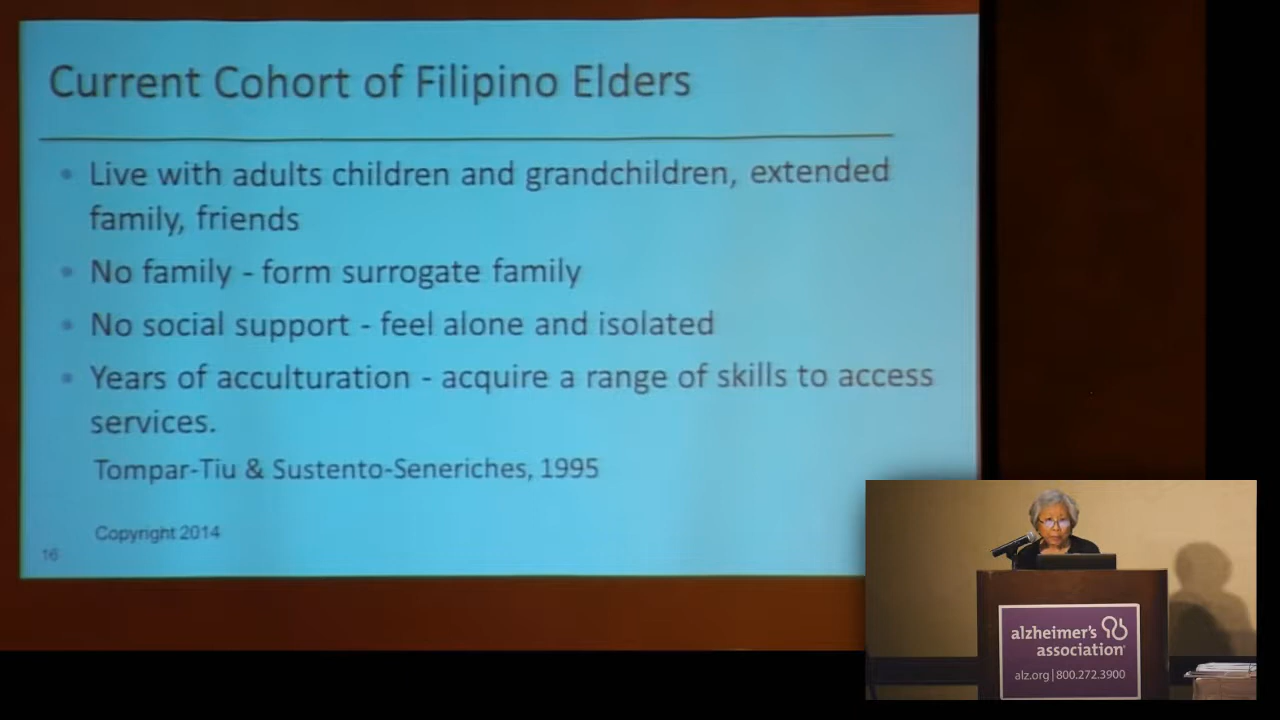 Current Cohort of Filipino Elders
• Live with adults children and grandchildren, extended
family, friends
• No family - form surrogate family
• No social support - feel alone and isolated
• Years of acculturation - acquire a range of skills to access
services.
Tompar-Tiu & Sustento-Seneriches, 1995
Copyright 2014
16
alzheimer's
association
alz.org | 800.272.3900